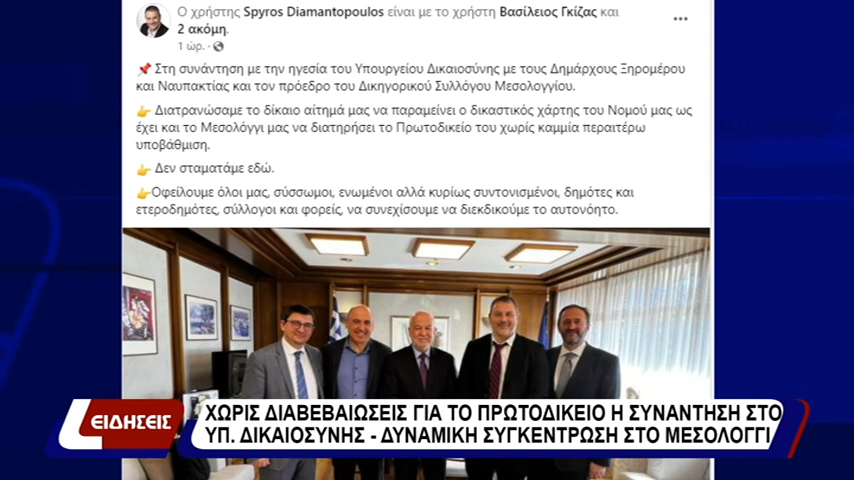 Ο χρήστης Spyros Diamantopoulos είναι με το χρήστη Βασίλειος Γκίζας και
2 ακόμη.
1 ώρ. ·
📌 Στη συνάντηση με την ηγεσία του Υπουργείου Δικαιοσύνης με τους Δημάρχους Ξηρομέρου
και Ναυπακτίας και τον πρόεδρο του Δικηγορικού Συλλόγου Μεσολογγίου.
👉 Διατρανώσαμε το δίκαιο αίτημά μας να παραμείνει ο δικαστικός χάρτης του Νομού μας ως
έχει και το Μεσολόγγι μας να διατηρήσει το Πρωτοδικείο του χωρίς καμμία περαιτέρω
υποβάθμιση.
👉 Δεν σταματάμε εδώ.
👉Οφείλουμε όλοι μας, σύσσωμοι, ενωμένοι αλλά κυρίως συντονισμένοι, δημότες και
ετεροδημότες, σύλλογοι και φορείς, να συνεχίσουμε να διεκδικούμε το αυτονόητο.
4
ΕΙΔΗΣΕΙΣ
ΧΩΡΙΣ ΔΙΑΒΕΒΑΙΩΣΕΙΣ ΓΙΑ ΤΟ ΠΡΩΤΟΔΙΚΕΙΟ Η ΣΥΝΑΝΤΗΣΗ ΣΤΟ
ΥΠ. ΔΙΚΑΙΟΣΥΝΗΣ - ΔΥΝΑΜΙΚΗ ΣΥΓΚΕΝΤΡΩΣΗ ΣΤΟ ΜΕΣΟΛΟΓΓΙ